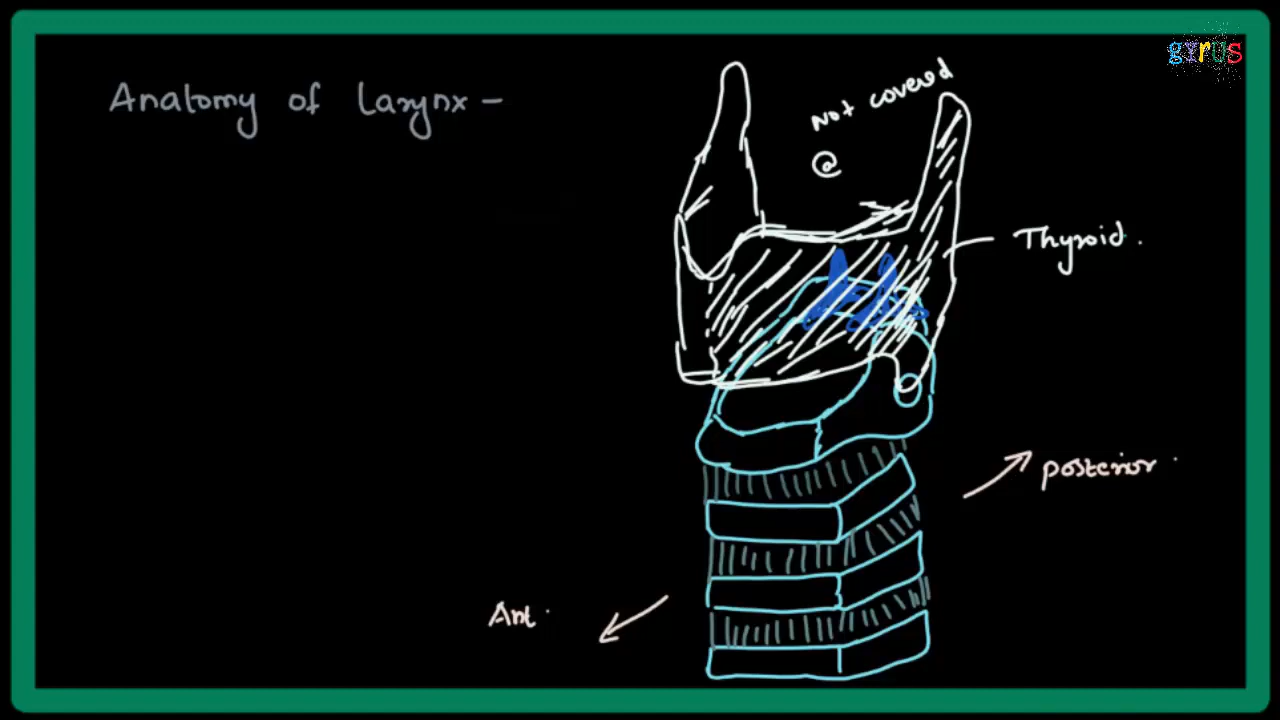 gyrus
Anatomy of Larynx -
Not covered
@
Thyroid.
posterior.
Ant.